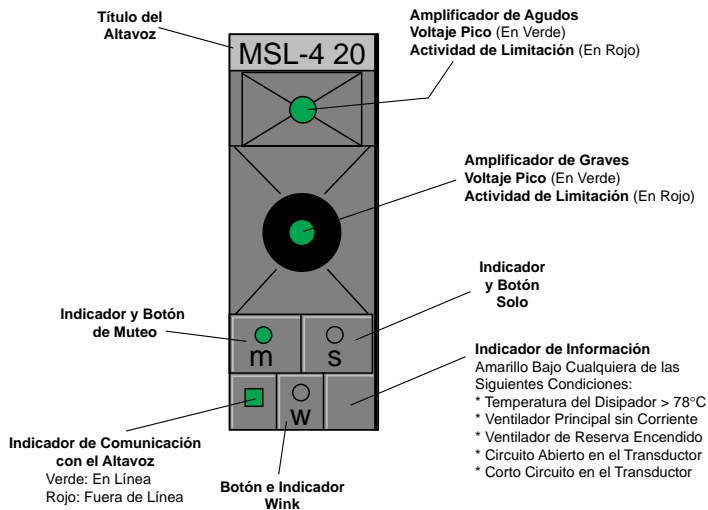 Título del
Altavoz
Amplificador de Agudos
Voltaje Pico (En Verde)
Actividad de Limitación (En Rojo)
MSL-4 20
Amplificador de Graves
Voltaje Pico (En Verde)
Actividad de Limitación (En Rojo)
Indicador
y Botón
Solo
Indicador y Botón
de Muteo
m
s
w
Indicador de Información
Amarillo Bajo Cualquiera de las
Siguientes Condiciones:
* Temperatura del Disipador > 78°C
* Ventilador Principal sin Corriente
* Ventilador de Reserva Encendido
* Circuito Abierto en el Transductor
* Corto Circuito en el Transductor
Indicador de Comunicación
con el Altavoz
Verde: En Línea
Rojo: Fuera de Línea
Botón e Indicador
Wink